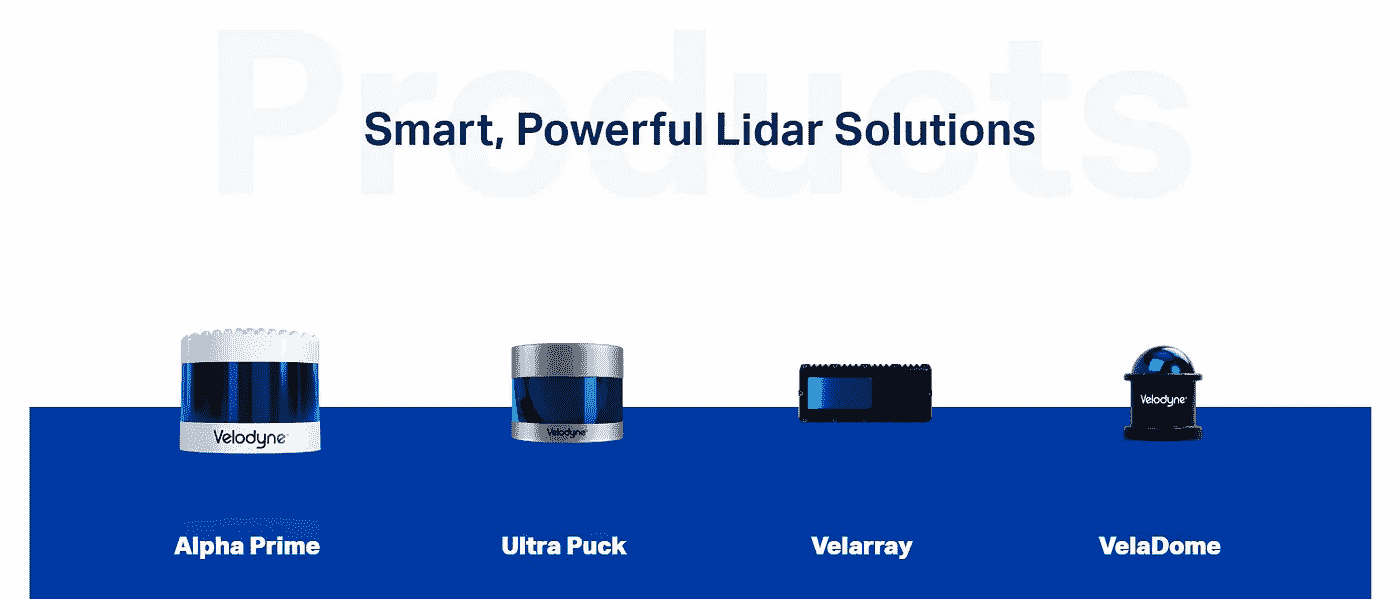 Products
Smart, Powerful Lidar Solutions
Velodyne
Velodyne
Velodyne
Alpha Prime
Ultra Puck
Velarray
VelaDome